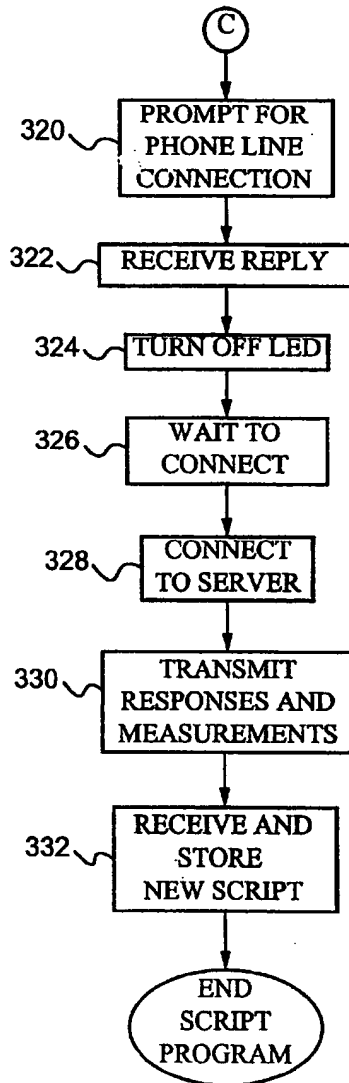 C
320
PROMPT FOR
PHONE LINE
CONNECTION
322
RECEIVE REPLY
324
TURN OFF LED
326
WAIT TO
CONNECT
328
CONNECT
TO SERVER
330
TRANSMIT
RESPONSES AND
MEASUREMENTS
332
RECEIVE AND
STORE
NEW SCRIPT
END
SCRIPT
PROGRAM